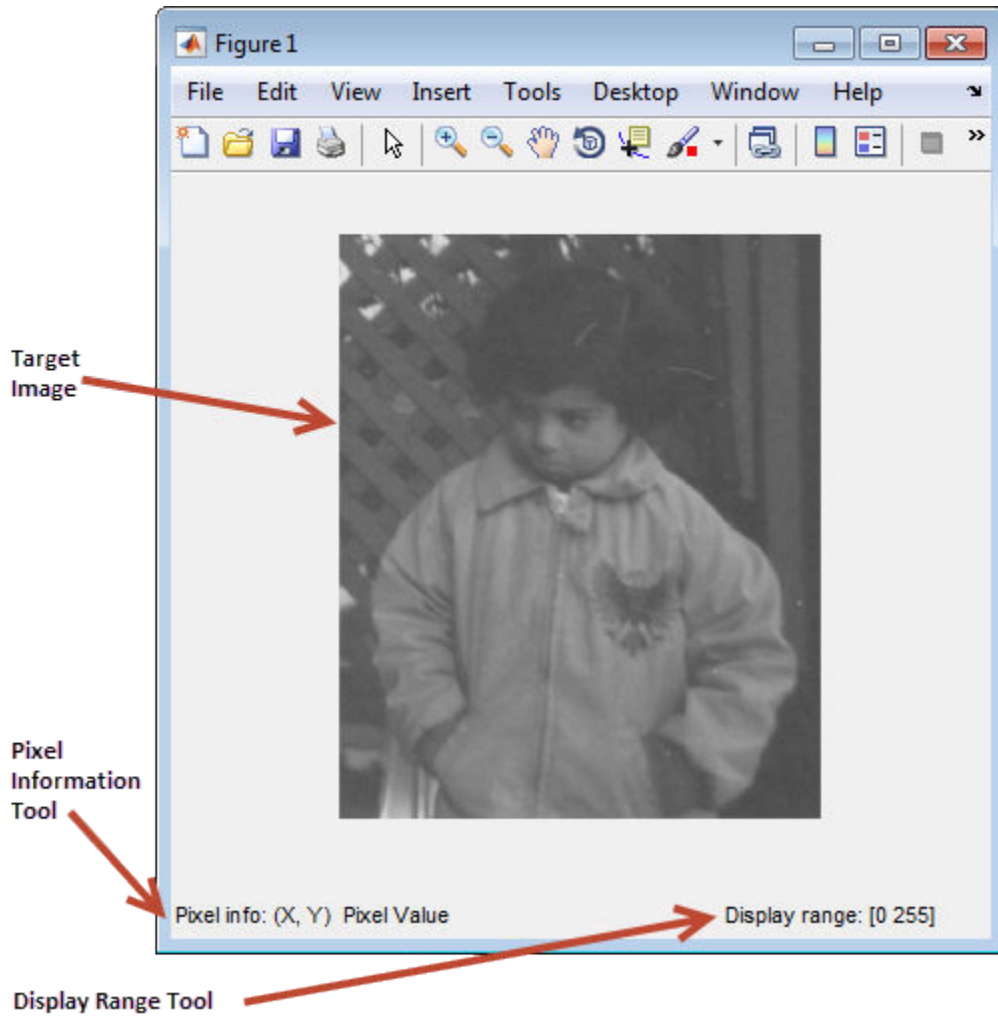 Figure 1
File Edit View Insert Tools Desktop Window Help
Target
Image
Pixel
Information
Tool
Pixel info: (X, Y) Pixel Value
Display range: [0 255]
Display Range Tool